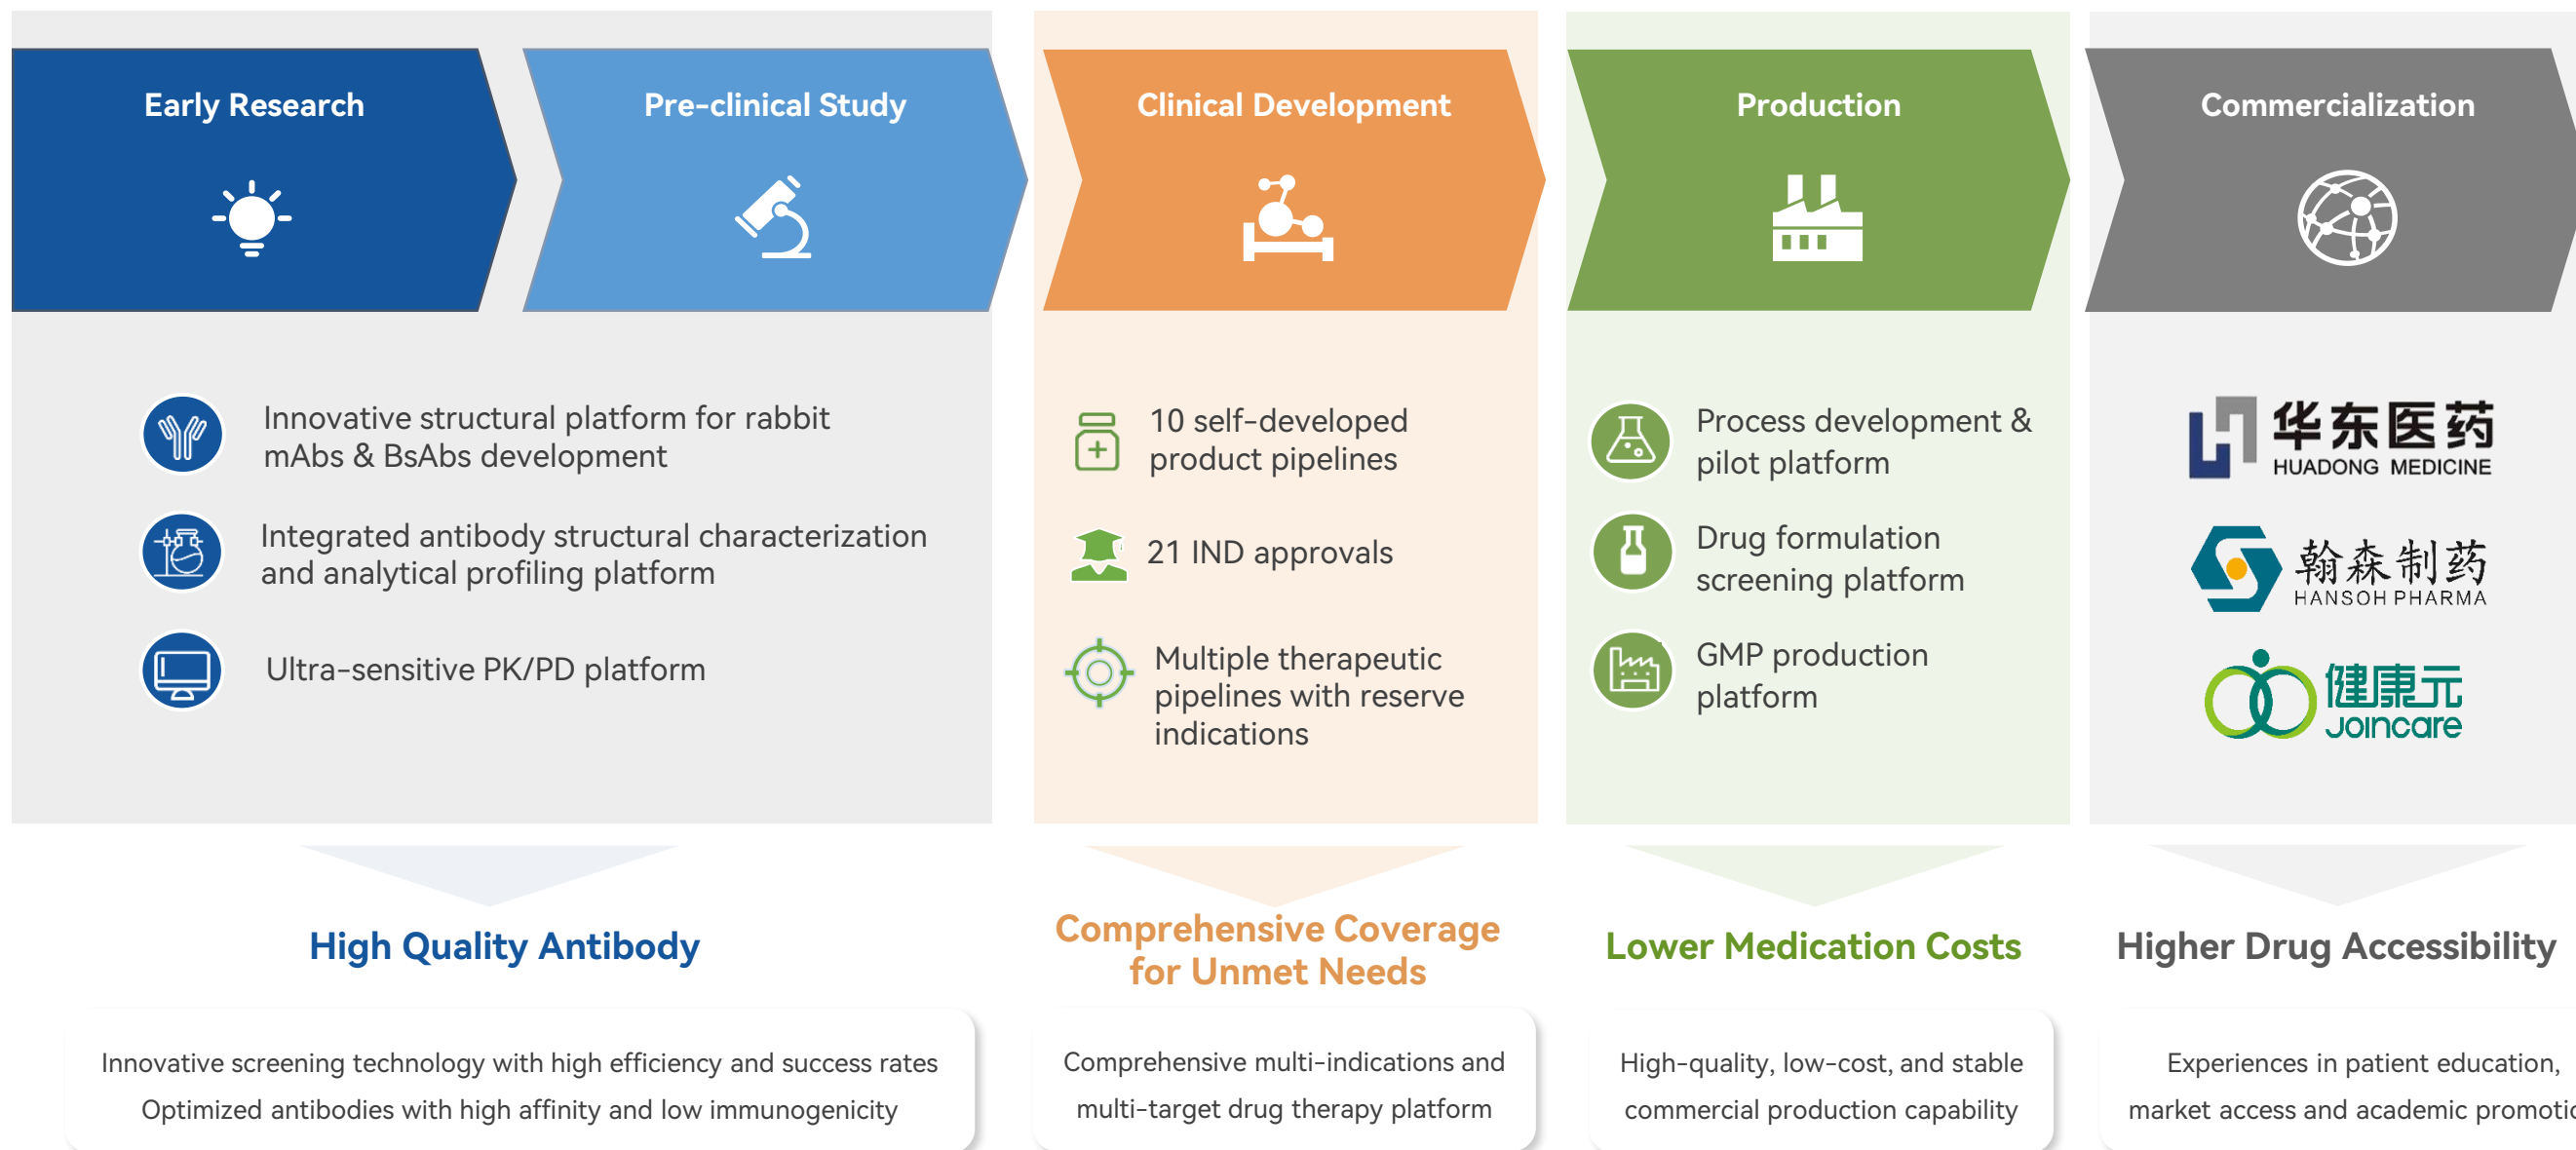 Early Research
Pre-clinical Study
Clinical Development
Production
Commercialization
Innovative structural platform for rabbit
mAbs & BsAbs development
Integrated antibody structural characterization
and analytical profiling platform
Ultra-sensitive PK/PD platform
10 self-developed
product pipelines
21 IND approvals
Multiple therapeutic
pipelines with reserve
indications
Process development &
pilot platform
Drug formulation
screening platform
GMP production
platform
华东医药
HUADONG MEDICINE
翰森制药
HANSOH PHARMA
健康元
Joincare
High Quality Antibody
Comprehensive Coverage
for Unmet Needs
Lower Medication Costs
Higher Drug Accessibility
Innovative screening technology with high efficiency and success rates
Optimized antibodies with high affinity and low immunogenicity
Comprehensive multi-indications and
multi-target drug therapy platform
High-quality, low-cost, and stable
commercial production capability
Experiences in patient education,
market access and academic